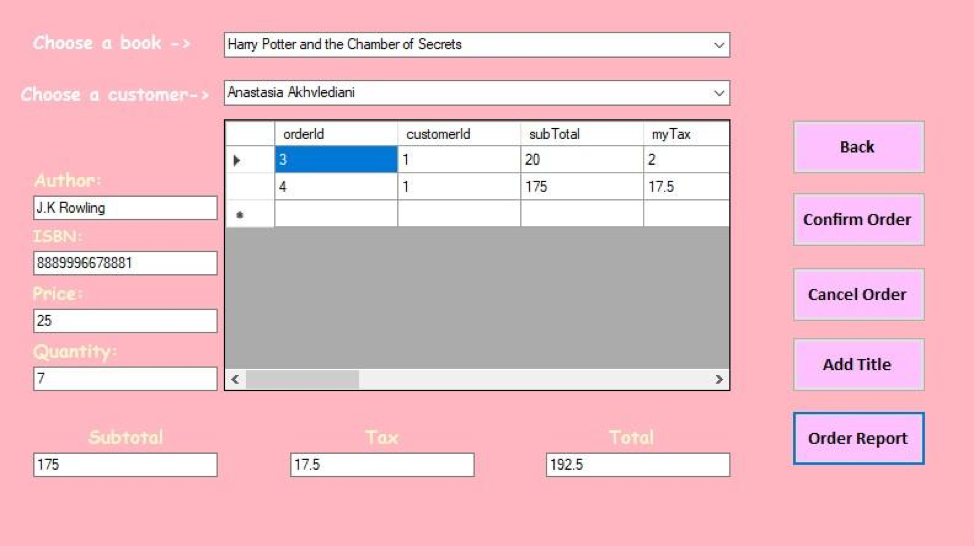 Choose a book ->
Harry Potter and the Chamber of Secrets
Choose a customer->
Anastasia Akhvlediani
orderId customerId subTotal myTax
3 1 20 2
4 1 175 17.5
Author:
J.K Rowling
ISBN:
8889996678881
Price:
25
Quantity:
7
Back
Confirm Order
Cancel Order
Add Title
Order Report
Subtotal Tax Total
175 17.5 192.5